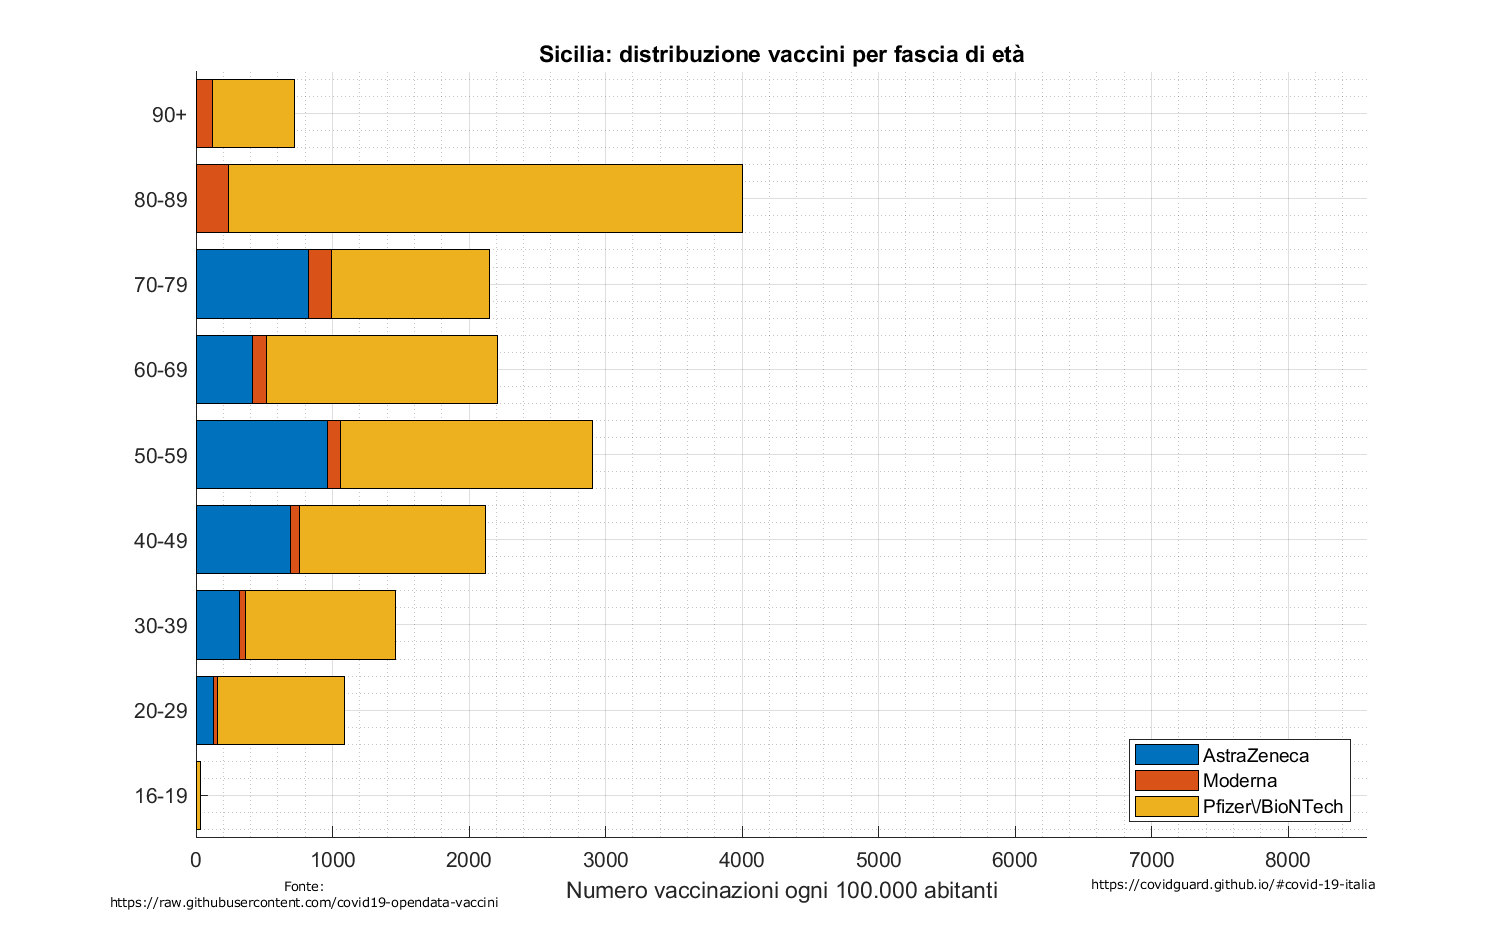 Sicilia: distribuzione vaccini per fascia di età
90+
80-89
70-79
60-69
50-59
40-49
30-39
20-29
16-19
AstraZeneca
Moderna
Pfizer\/BioNTech
0 1000 2000 3000 4000 5000 6000 7000 8000
Numero vaccinazioni ogni 100.000 abitanti
Fonte:
https://raw.githubusercontent.com/covid19-opendata-vaccini
https://covidguard.github.io/#covid-19-italia